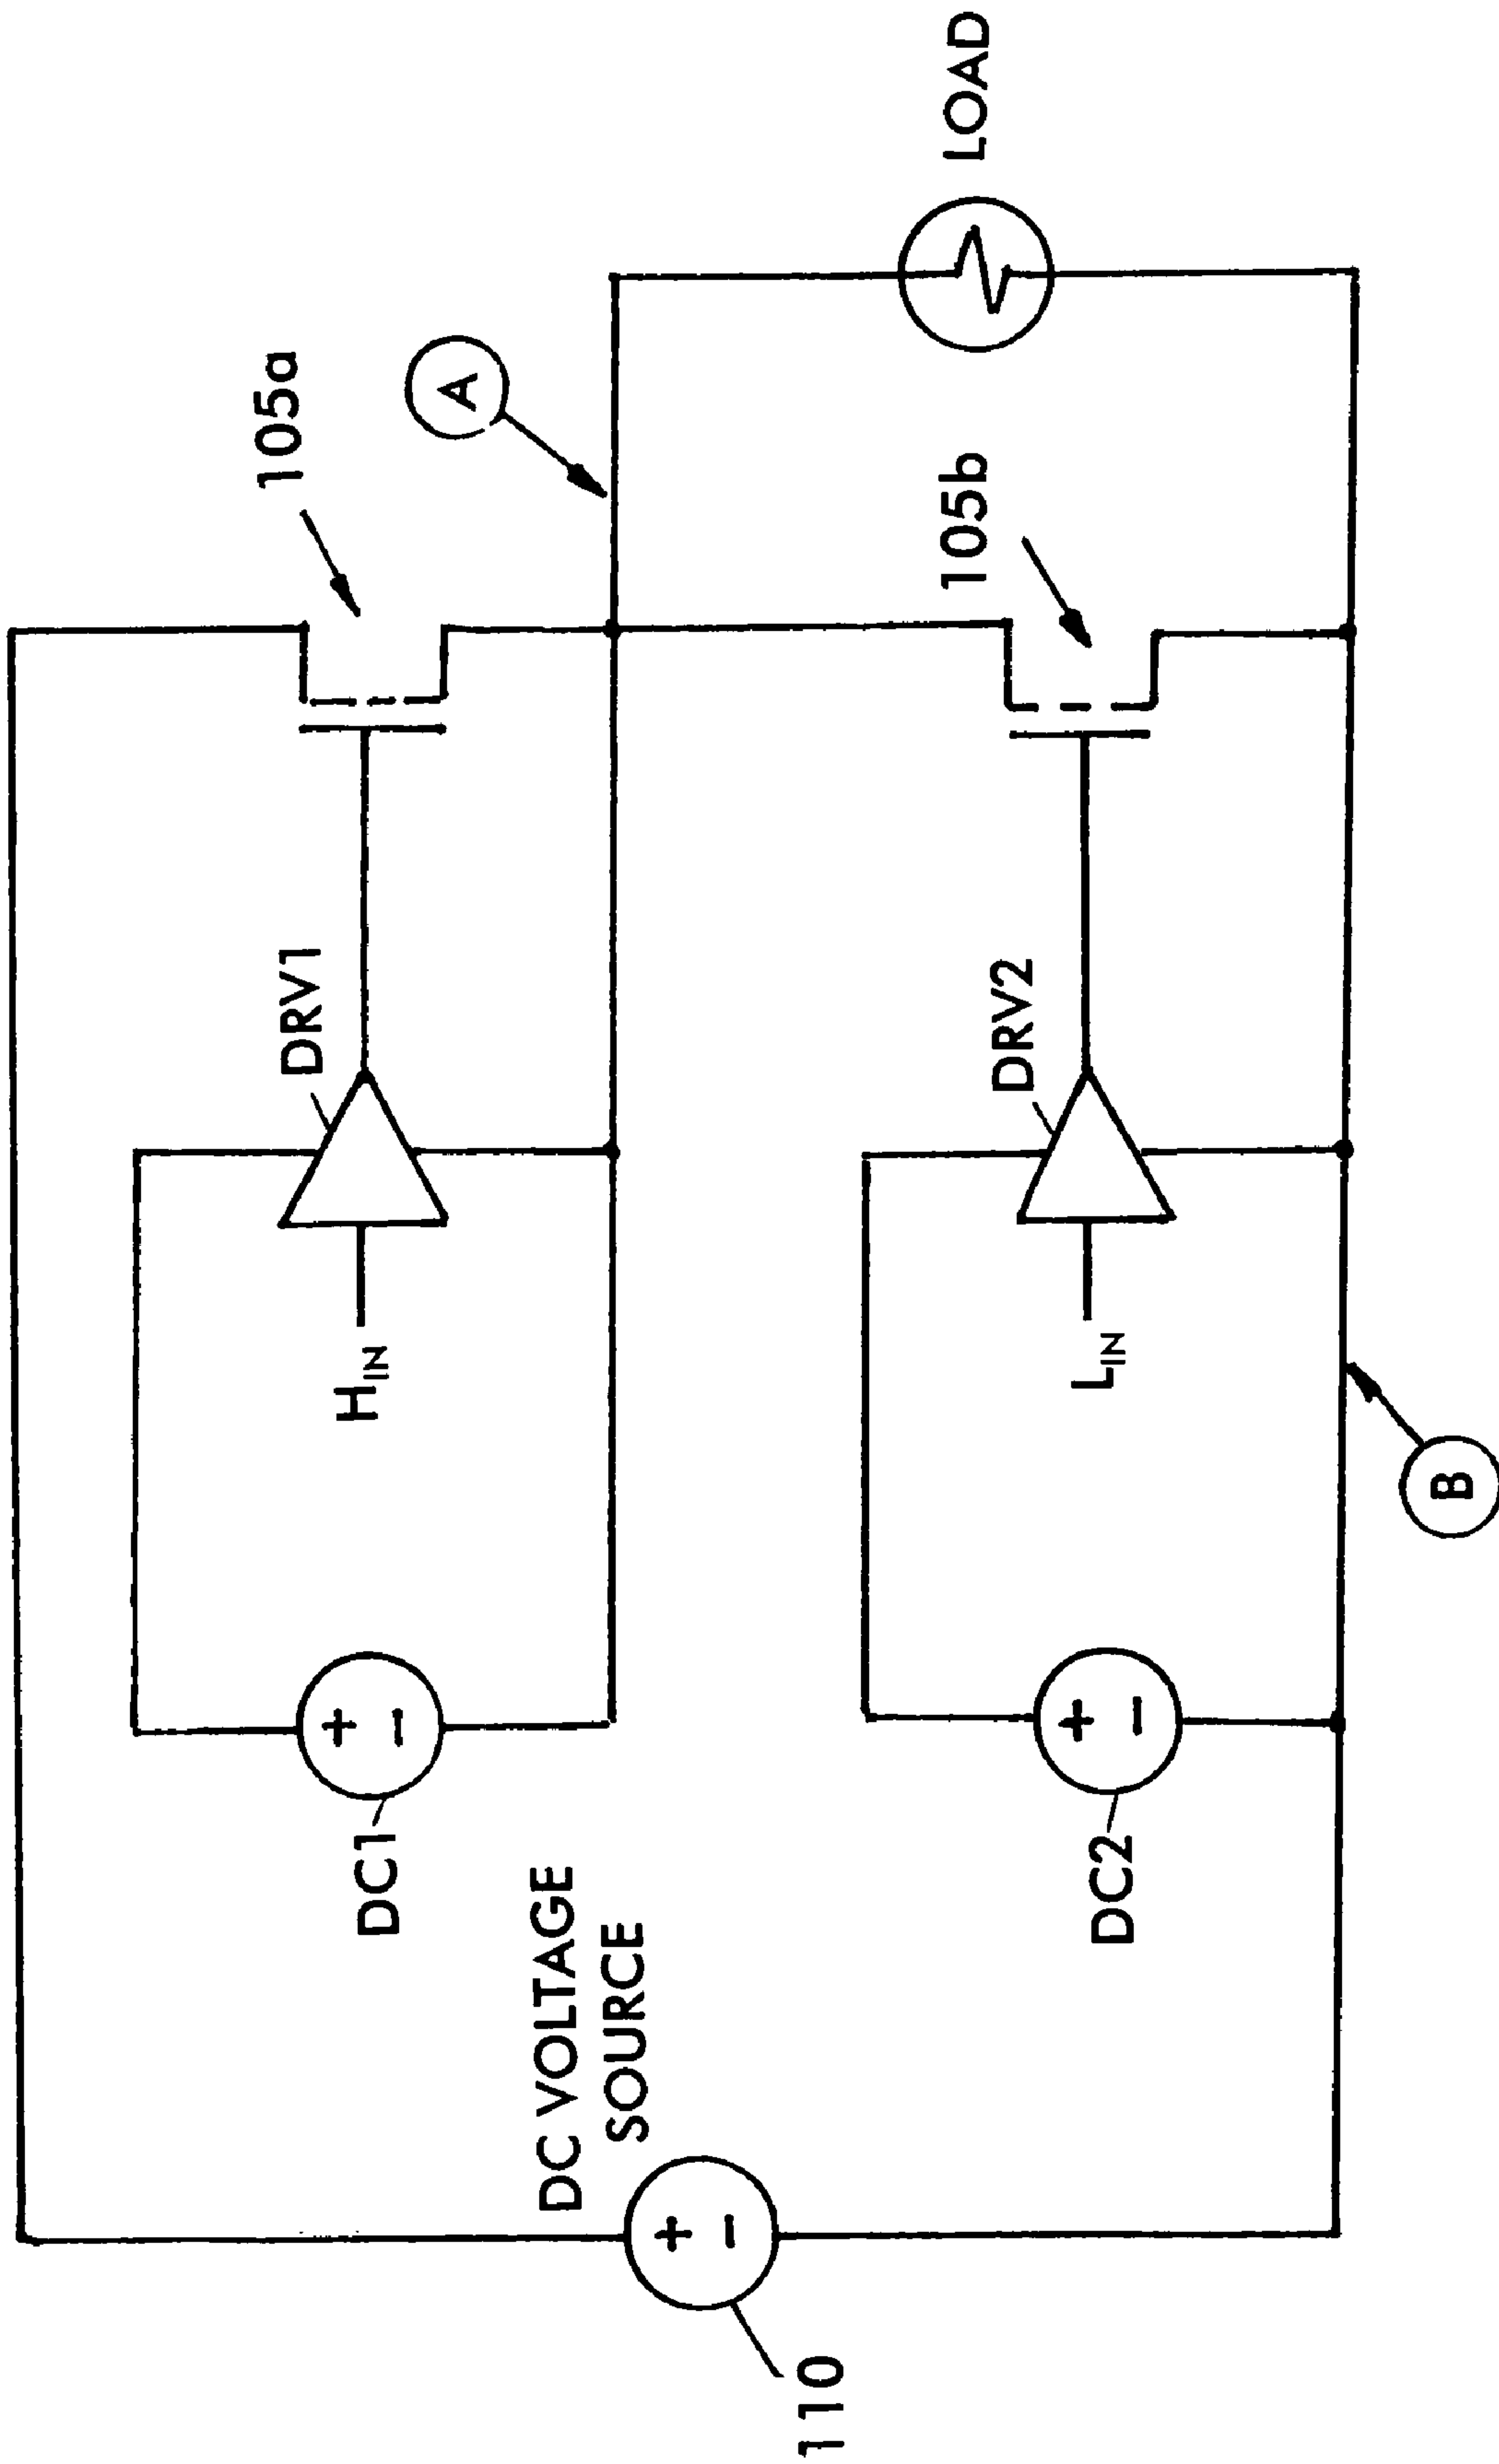 110
DC VOLTAGE
SOURCE
+
−
DC1
+
−
H_IN
DRV1
105a
A
DC2
+
−
L_IN
DRV2
105b
LOAD
B